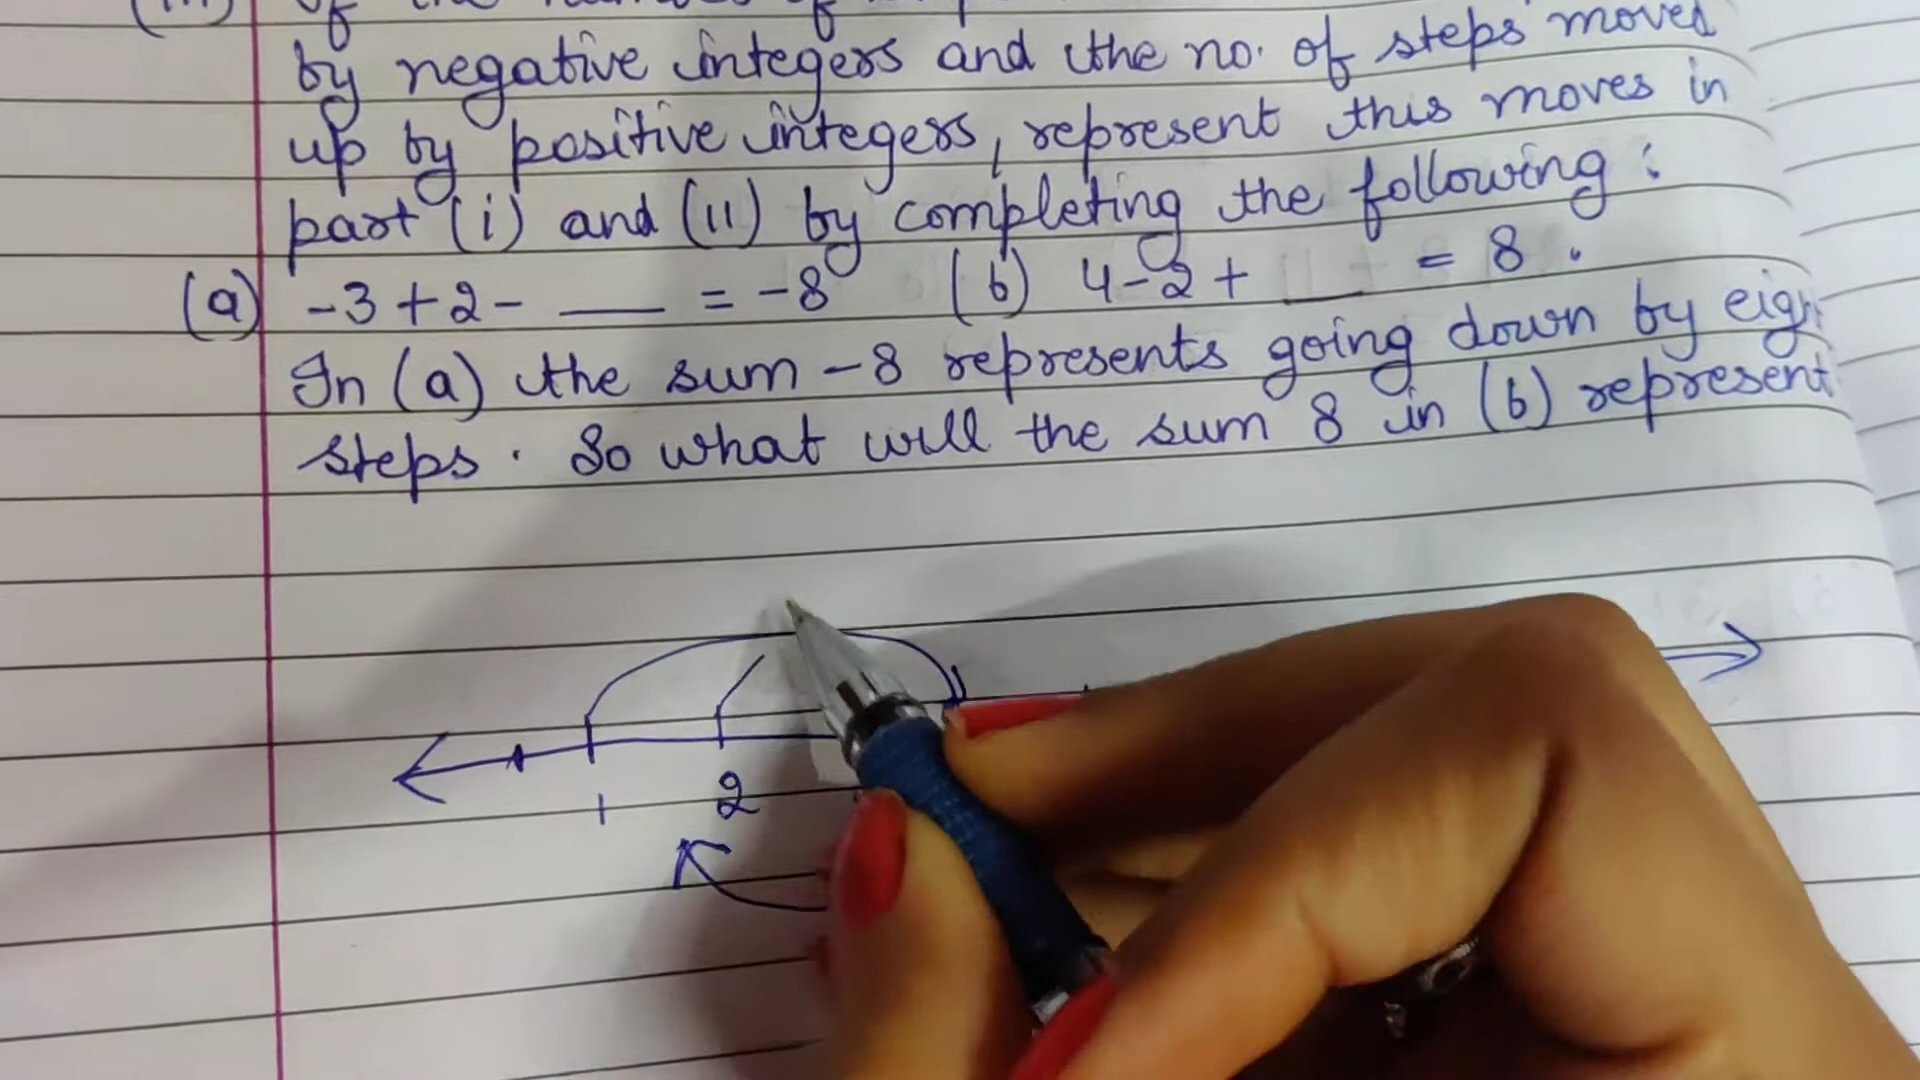 by negative integers and the no. of steps moved
up by positive integers, represent this moves in
part (i) and (ii) by completing the following :
(a) -3 + 2 - ___ = -8 (b) 4 - 2 + ___ = 8 .
In (a) the sum - 8 represents going down by
steps . So what will the sum 8 in (b) represent
1 2